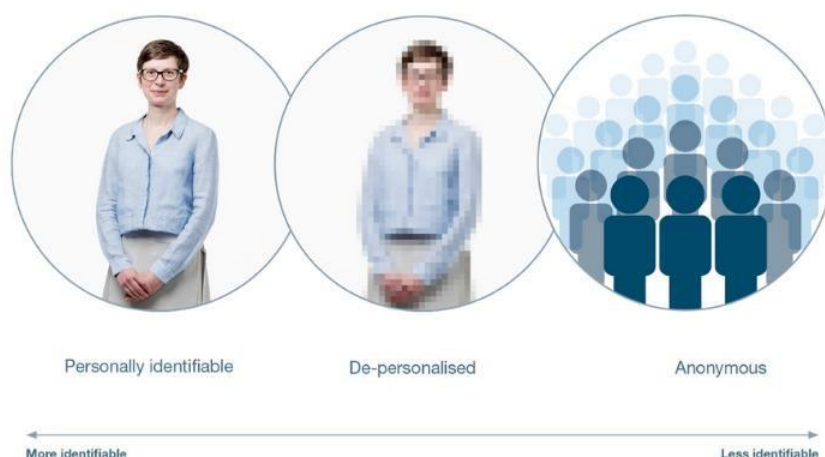 Personally identifiable
De-personalised
Anonymous
More identifiable
Less identifiable